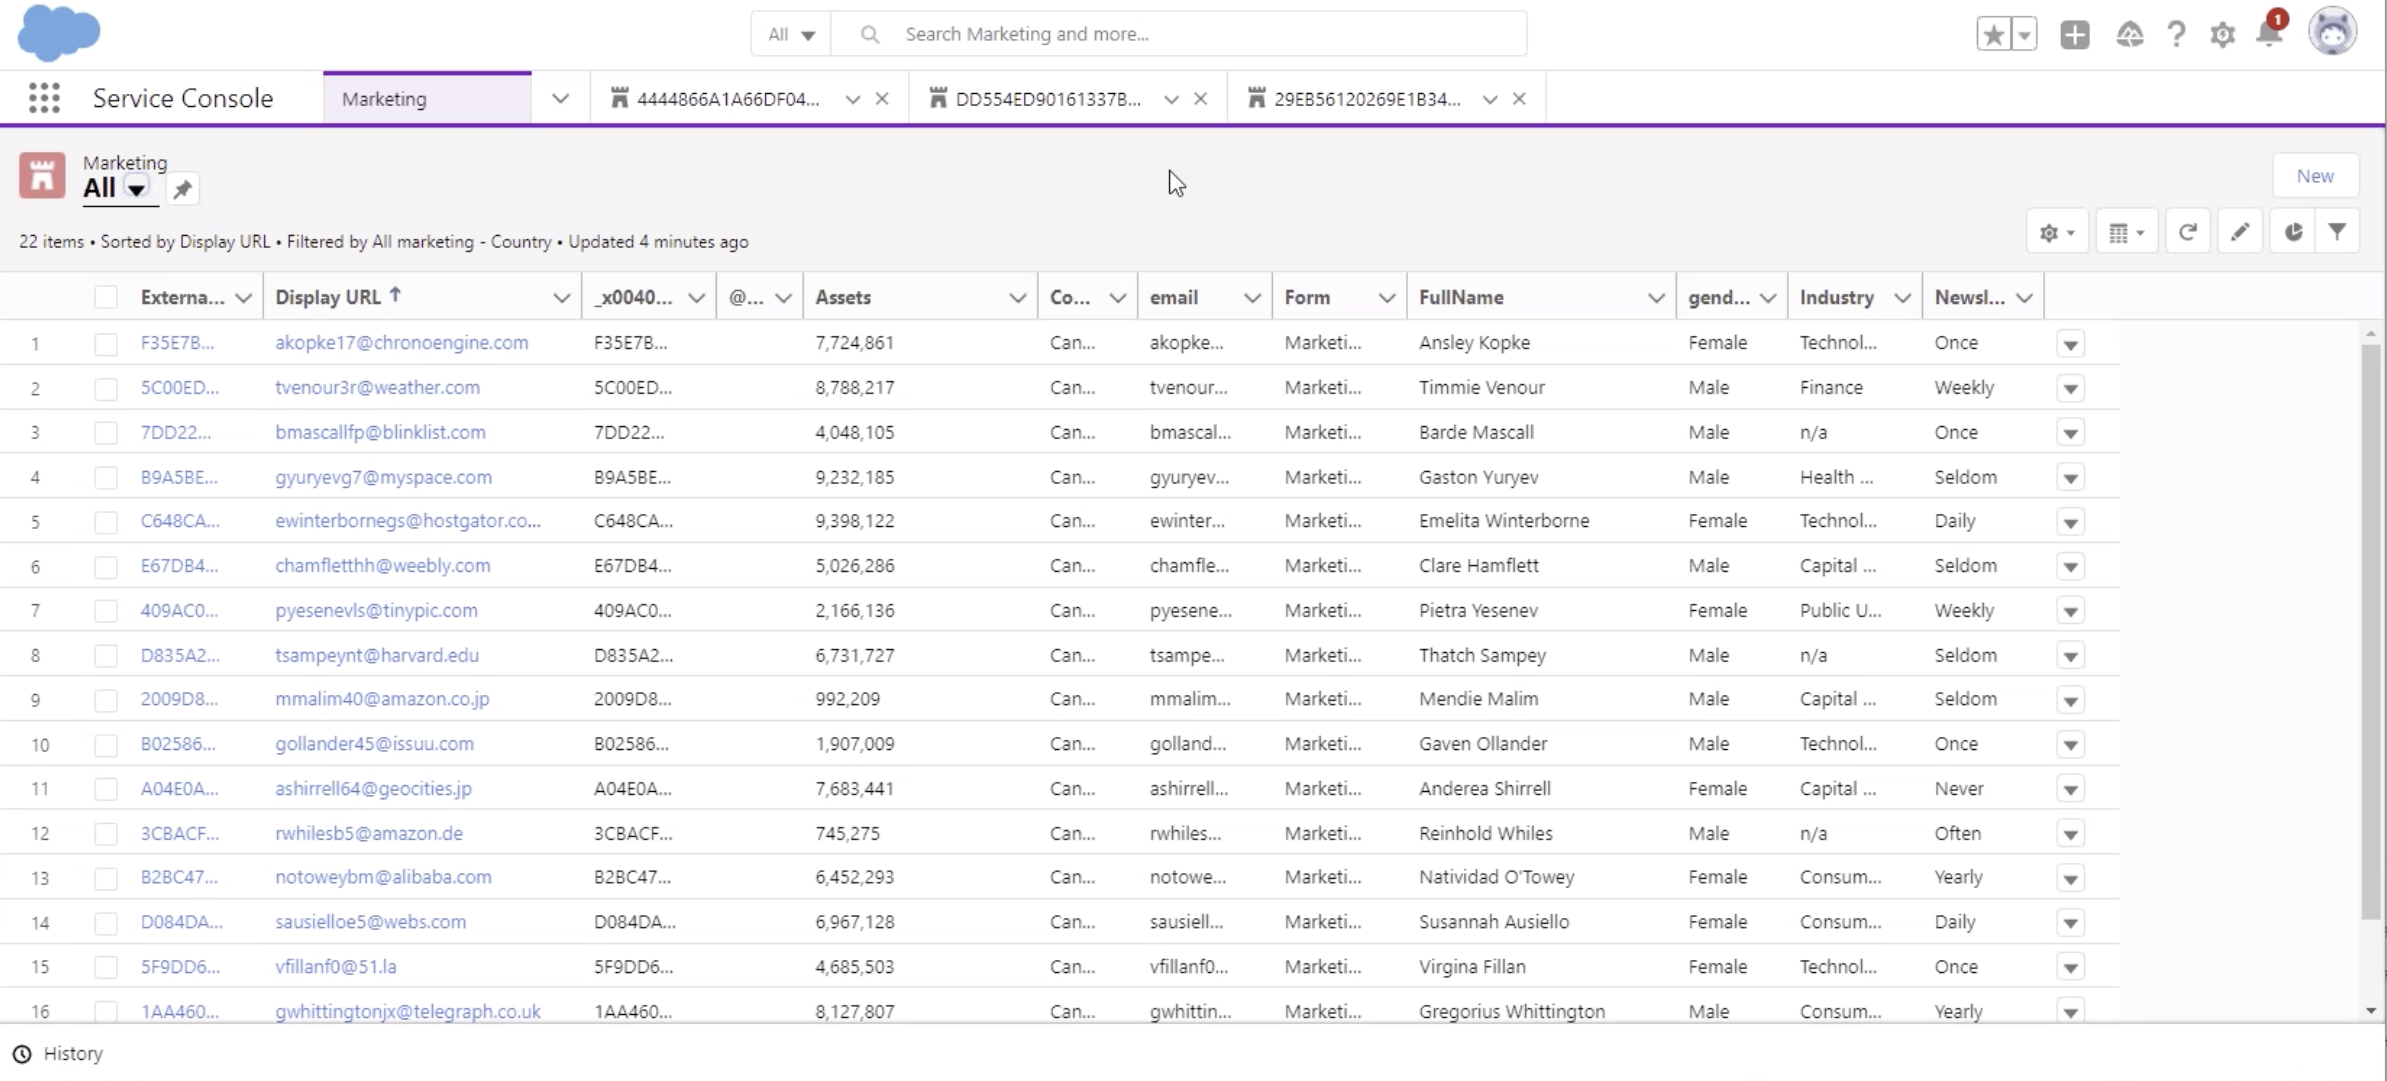 All Search Marketing and more... 1
Service Console Marketing 4444866A1A66DF04... DD554ED90161337B... 29EB56120269E1B34...
Marketing
All
New
22 items • Sorted by Display URL • Filtered by All marketing - Country • Updated 4 minutes ago
Externa... Display URL ↑ _x0040... @... Assets Co... email Form FullName gend... Industry Newsl...
1 F35E7B... akopke17@chronoengine.com F35E7B... 7,724,861 Can... akopke... Marketi... Ansley Kopke Female Technol... Once
2 5C00ED... tvenour3r@weather.com 5C00ED... 8,788,217 Can... tvenour... Marketi... Timmie Venour Male Finance Weekly
3 7DD22... bmascallfp@blinklist.com 7DD22... 4,048,105 Can... bmascal... Marketi... Barde Mascall Male n/a Once
4 B9A5BE... gyuryevg7@myspace.com B9A5BE... 9,232,185 Can... gyuryev... Marketi... Gaston Yuryev Male Health ... Seldom
5 C648CA... ewinterbornegs@hostgator.co... C648CA... 9,398,122 Can... ewinter... Marketi... Emelita Winterborne Female Technol... Daily
6 E67DB4... chamfletthh@weebly.com E67DB4... 5,026,286 Can... chamfle... Marketi... Clare Hamflett Male Capital ... Seldom
7 409AC0... pyesenevls@tinypic.com 409AC0... 2,166,136 Can... pyesene... Marketi... Pietra Yesenev Female Public U... Weekly
8 D835A2... tsampeynt@harvard.edu D835A2... 6,731,727 Can... tsampe... Marketi... Thatch Sampey Male n/a Seldom
9 2009D8... mmalim40@amazon.co.jp 2009D8... 992,209 Can... mmalim... Marketi... Mendie Malim Male Capital ... Seldom
10 B02586... gollander45@issuu.com B02586... 1,907,009 Can... golland... Marketi... Gaven Ollander Male Technol... Once
11 A04E0A... ashirrell64@geocities.jp A04E0A... 7,683,441 Can... ashirrell... Marketi... Anderea Shirrell Female Capital ... Never
12 3CBACF... rwhilesb5@amazon.de 3CBACF... 745,275 Can... rwhiles... Marketi... Reinhold Whiles Male n/a Often
13 B2BC47... notoweybm@alibaba.com B2BC47... 6,452,293 Can... notowe... Marketi... Natividad O'Towey Female Consum... Yearly
14 D084DA... sausielloe5@webs.com D084DA... 6,967,128 Can... sausiell... Marketi... Susannah Ausiello Female Consum... Daily
15 5F9DD6... vfillanf0@51.la 5F9DD6... 4,685,503 Can... vfillanf0... Marketi... Virgina Fillan Female Technol... Once
16 1AA460... gwhittingtonjx@telegraph.co.uk 1AA460... 8,127,807 Can... gwhittin... Marketi... Gregorius Whittington Male Consum... Yearly
History